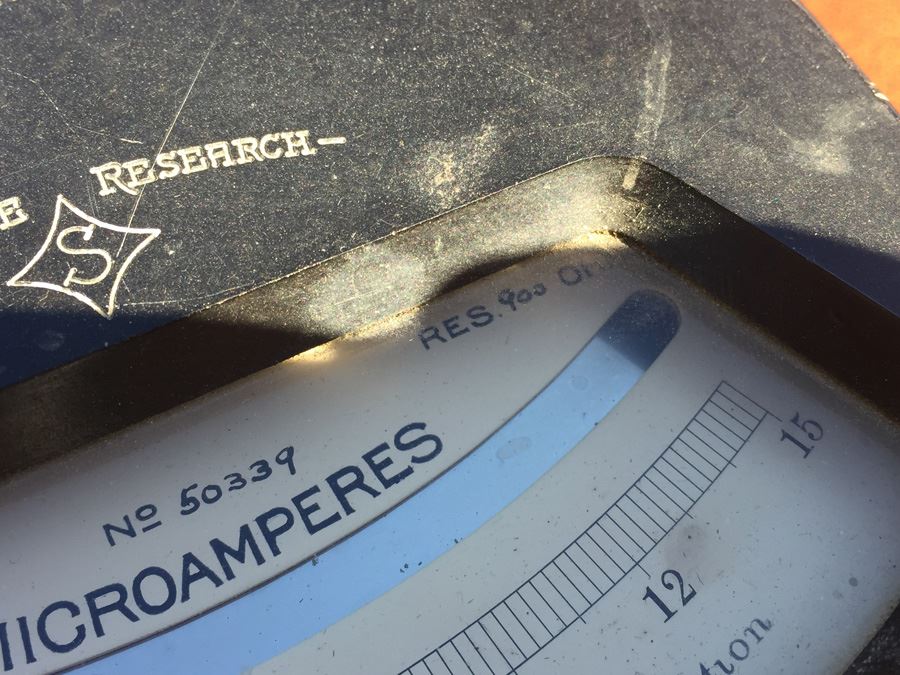 RESEARCH-
S
RES. 900
Nº 50339
MICROAMPERES
15
12